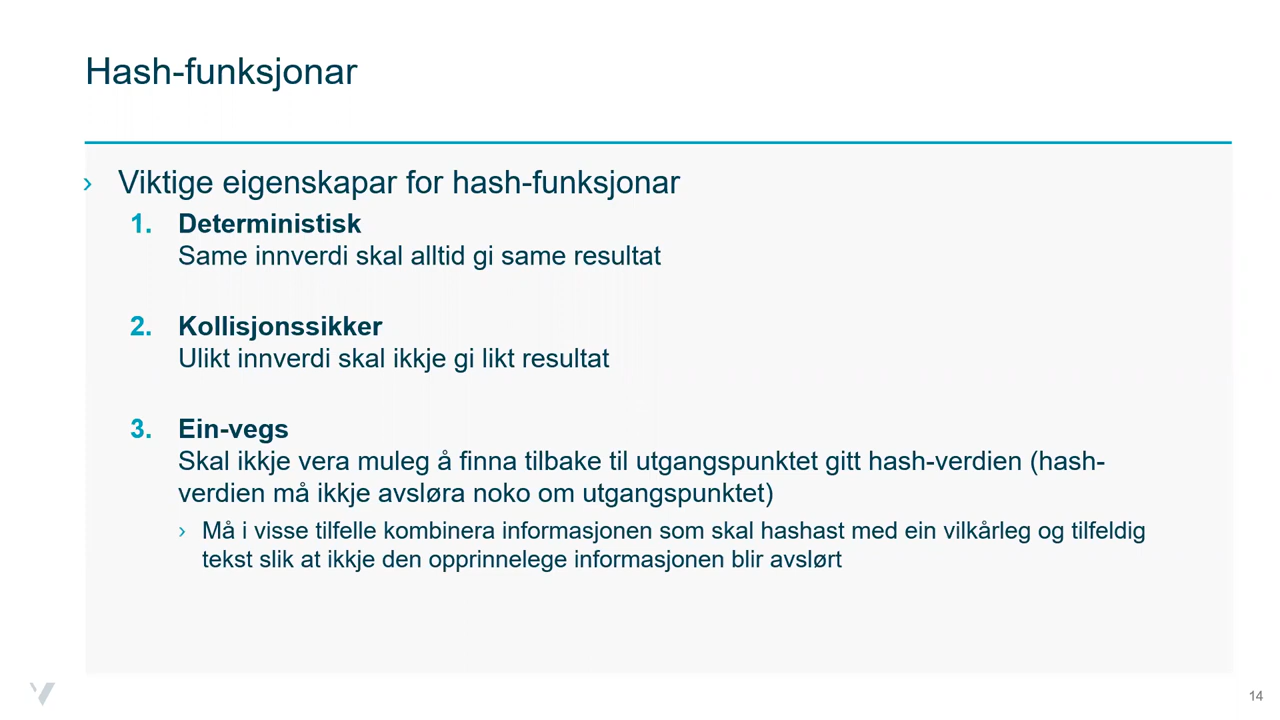 Hash-funksjonar
› Viktige eigenskapar for hash-funksjonar
1. Deterministisk
Same innverdi skal alltid gi same resultat
2. Kollisjonssikker
Ulikt innverdi skal ikkje gi likt resultat
3. Ein-vegs
Skal ikkje vera muleg å finna tilbake til utgangspunktet gitt hash-
verdien (hash-verdien må ikkje avsløra noko om utgangspunktet)
› Må i visse tilfelle kombinera informasjonen som skal hashast med ein vilkårleg og tilfeldig
tekst slik at ikkje den opprinnelege informasjonen blir avslørt
14